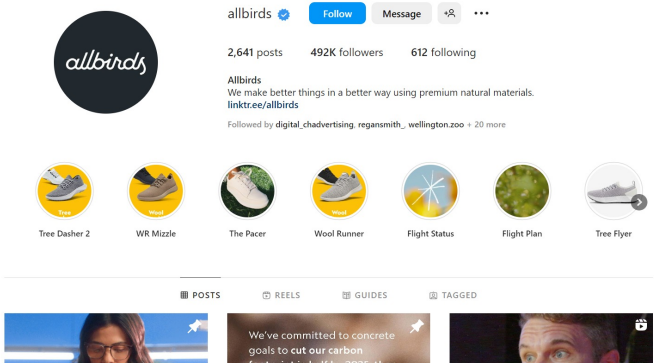 allbirds
allbirds Follow Message
2,641 posts 492K followers 612 following
Allbirds
We make better things in a better way using premium natural materials.
linktr.ee/allbirds
Followed by digital_chadvertising, regansmith_, wellington.zoo + 20 more
Tree Wool Wool
Tree Dasher 2 WR Mizzle The Pacer Wool Runner Flight Status Flight Plan Tree Flyer
POSTS REELS GUIDES TAGGED
We've committed to concrete
goals to cut our carbon